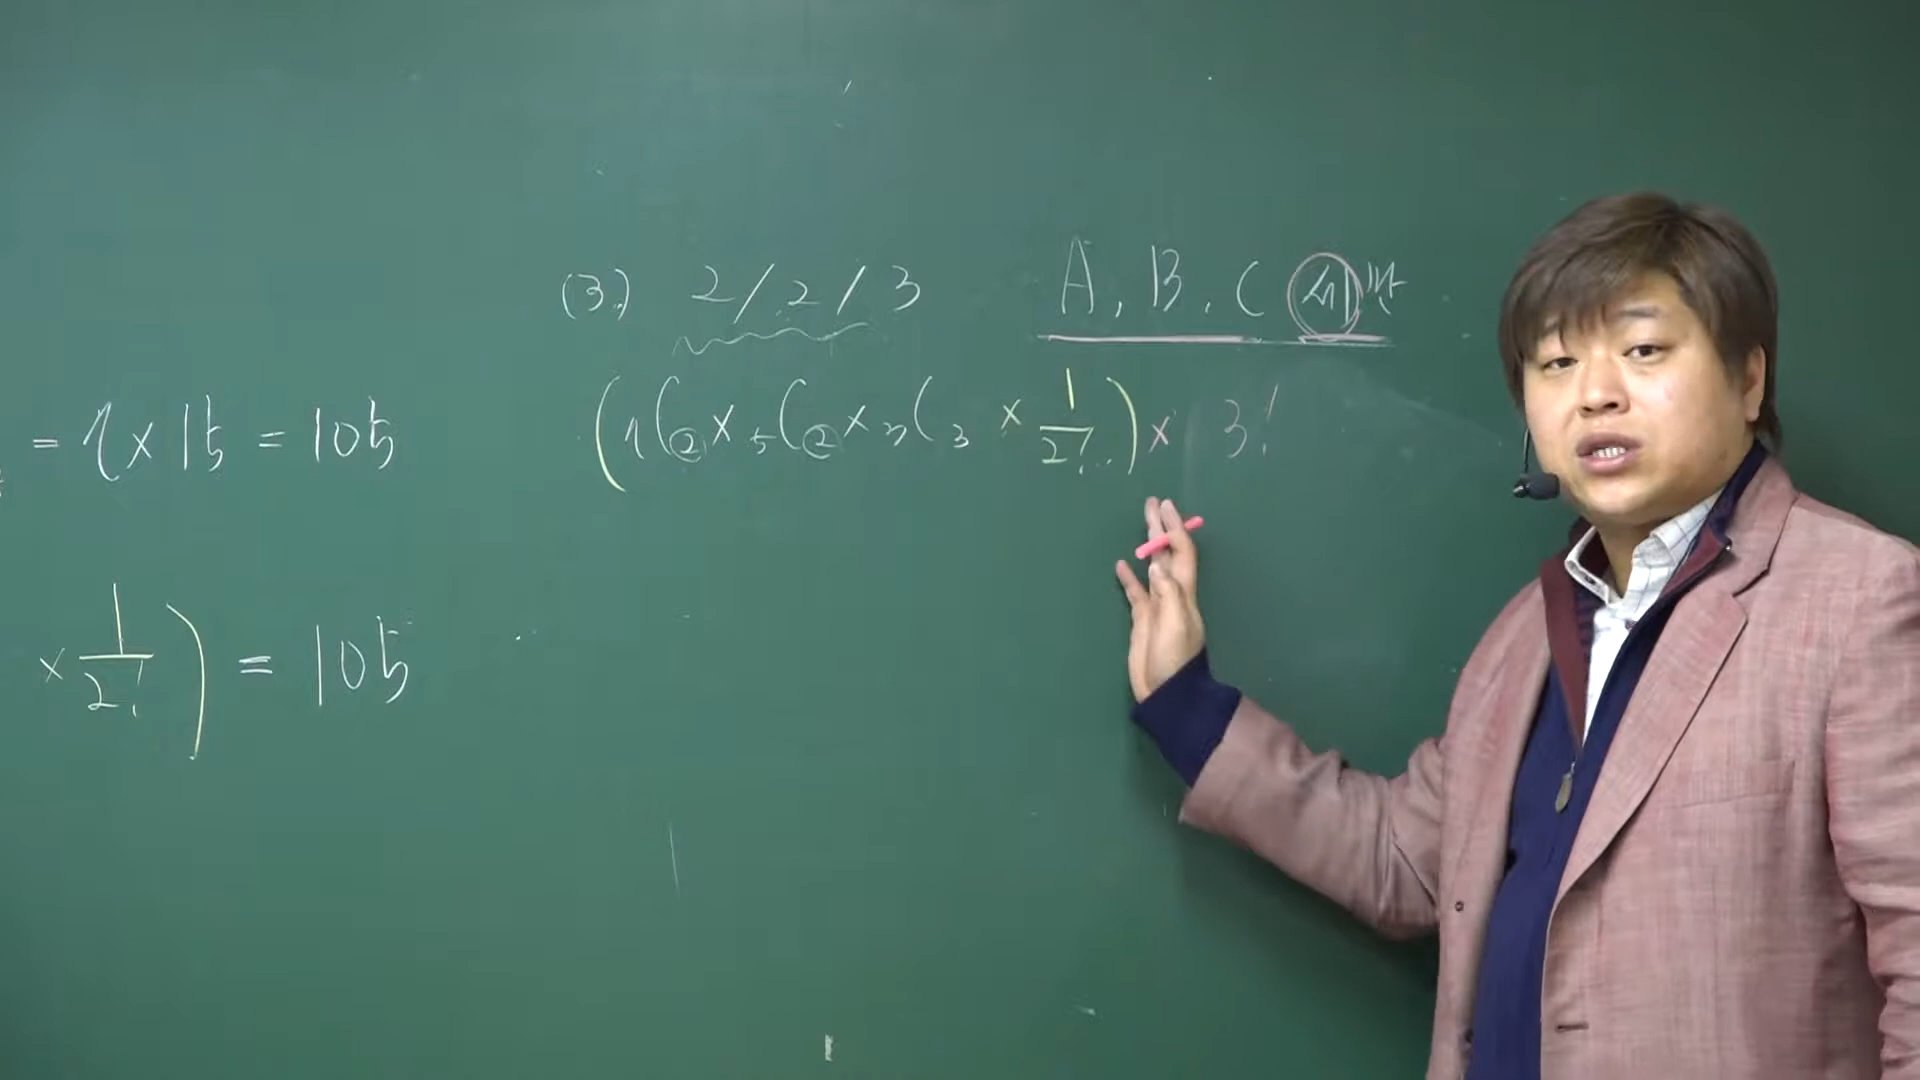 = 7 × 15 = 105
× 1/2! ) = 105
(3) 2 / 2 / 3
A, B, C 세 반
( ₇C₂ × ₅C₂ × ₃C₃ × 1/2! ) × 3!